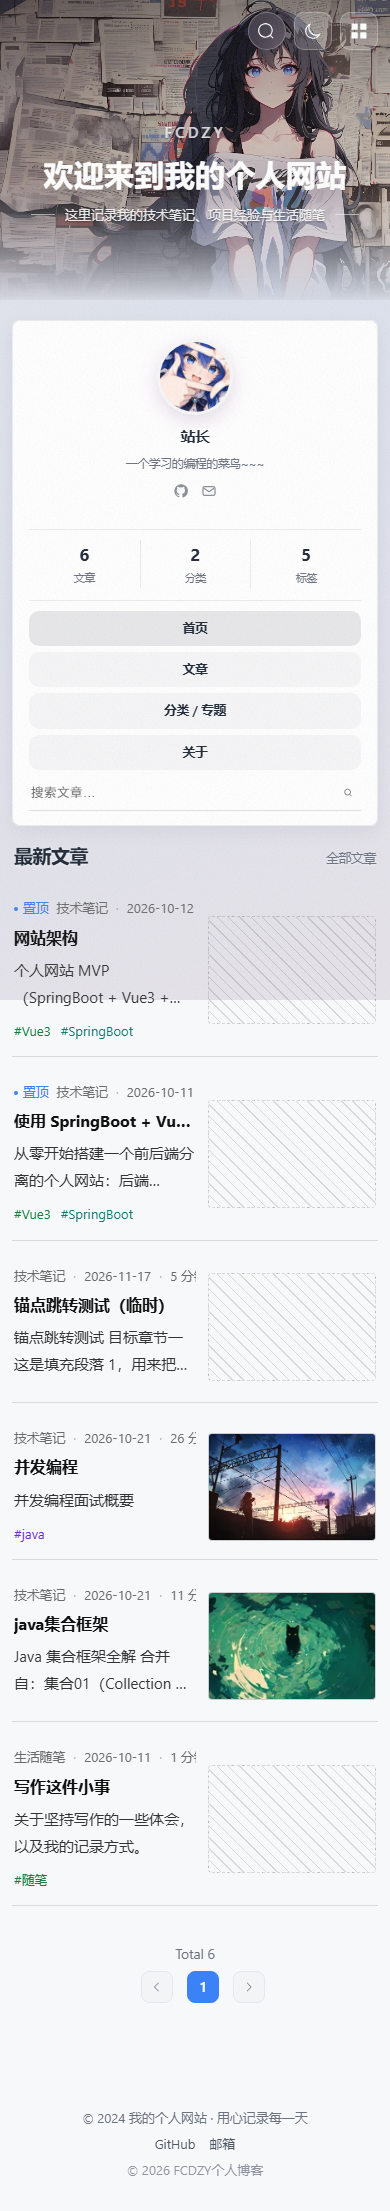 FCDZY
欢迎来到我的个人网站
这里记录我的技术笔记、项目经验与生活随笔
站长
一个学习的编程的菜鸟~~~
6 2 5
文章 分类 标签
首页
文章
分类 / 专题
关于
搜索文章...
最新文章 全部文章
置顶 技术笔记 · 2026-10-12
网站架构
个人网站 MVP
（SpringBoot + Vue3 +...
#Vue3 #SpringBoot
置顶 技术笔记 · 2026-10-11
使用 SpringBoot + Vu...
从零开始搭建一个前后端分
离的个人网站：后端...
#Vue3 #SpringBoot
技术笔记 · 2026-11-17 · 5 分
锚点跳转测试（临时）
锚点跳转测试 目标章节一
这是填充段落 1，用来把...
技术笔记 · 2026-10-21 · 26 分
并发编程
并发编程面试概要
#java
技术笔记 · 2026-10-21 · 11 分
java集合框架
Java 集合框架全解 合并
自：集合01（Collection ...
生活随笔 · 2026-10-11 · 1 分
写作这件小事
关于坚持写作的一些体会，
以及我的记录方式。
#随笔
Total 6
1
© 2024 我的个人网站 · 用心记录每一天
GitHub 邮箱
© 2026 FCDZY个人博客